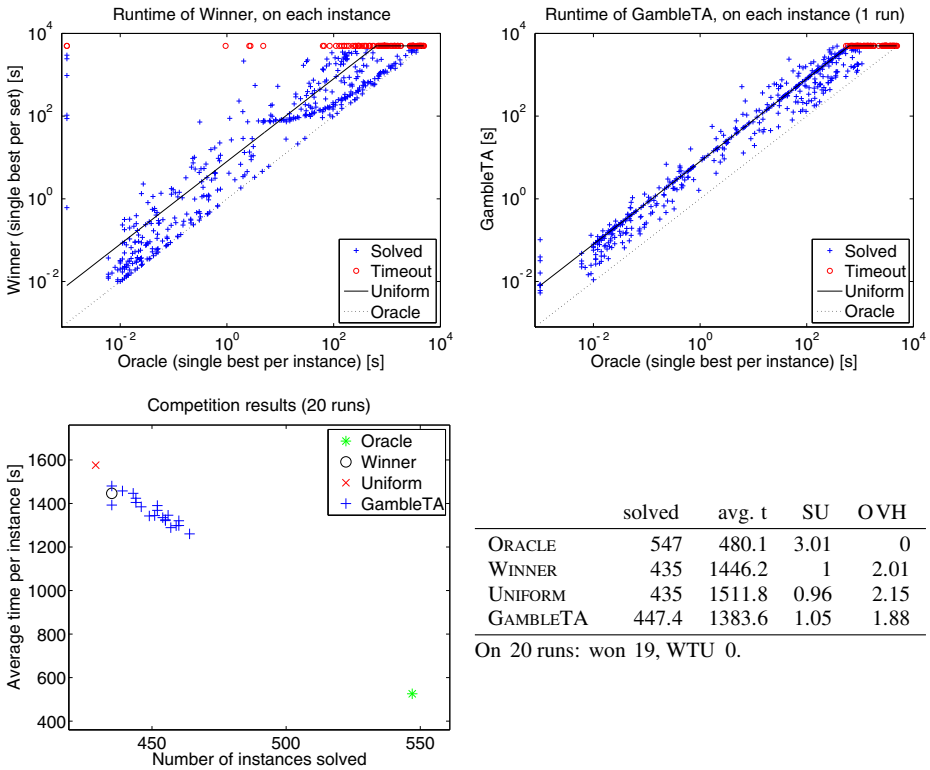 Runtime of Winner, on each instance
Winner (single best per set) [s]
10^4
10^2
10^0
10^-2
Solved
Timeout
Uniform
Oracle
10^-2 10^0 10^2 10^4
Oracle (single best per instance) [s]
Runtime of GambleTA, on each instance (1 run)
GambleTA [s]
10^4
10^2
10^0
10^-2
Solved
Timeout
Uniform
Oracle
10^-2 10^0 10^2 10^4
Oracle (single best per instance) [s]
Competition results (20 runs)
Average time per instance [s]
1600
1400
1200
1000
800
600
400
Oracle
Winner
Uniform
GambleTA
450 500 550
Number of instances solved
solved avg. t SU OVH
ORACLE 547 480.1 3.01 0
WINNER 435 1446.2 1 2.01
UNIFORM 435 1511.8 0.96 2.15
GAMBLETA 447.4 1383.6 1.05 1.88
On 20 runs: won 19, WTU 0.